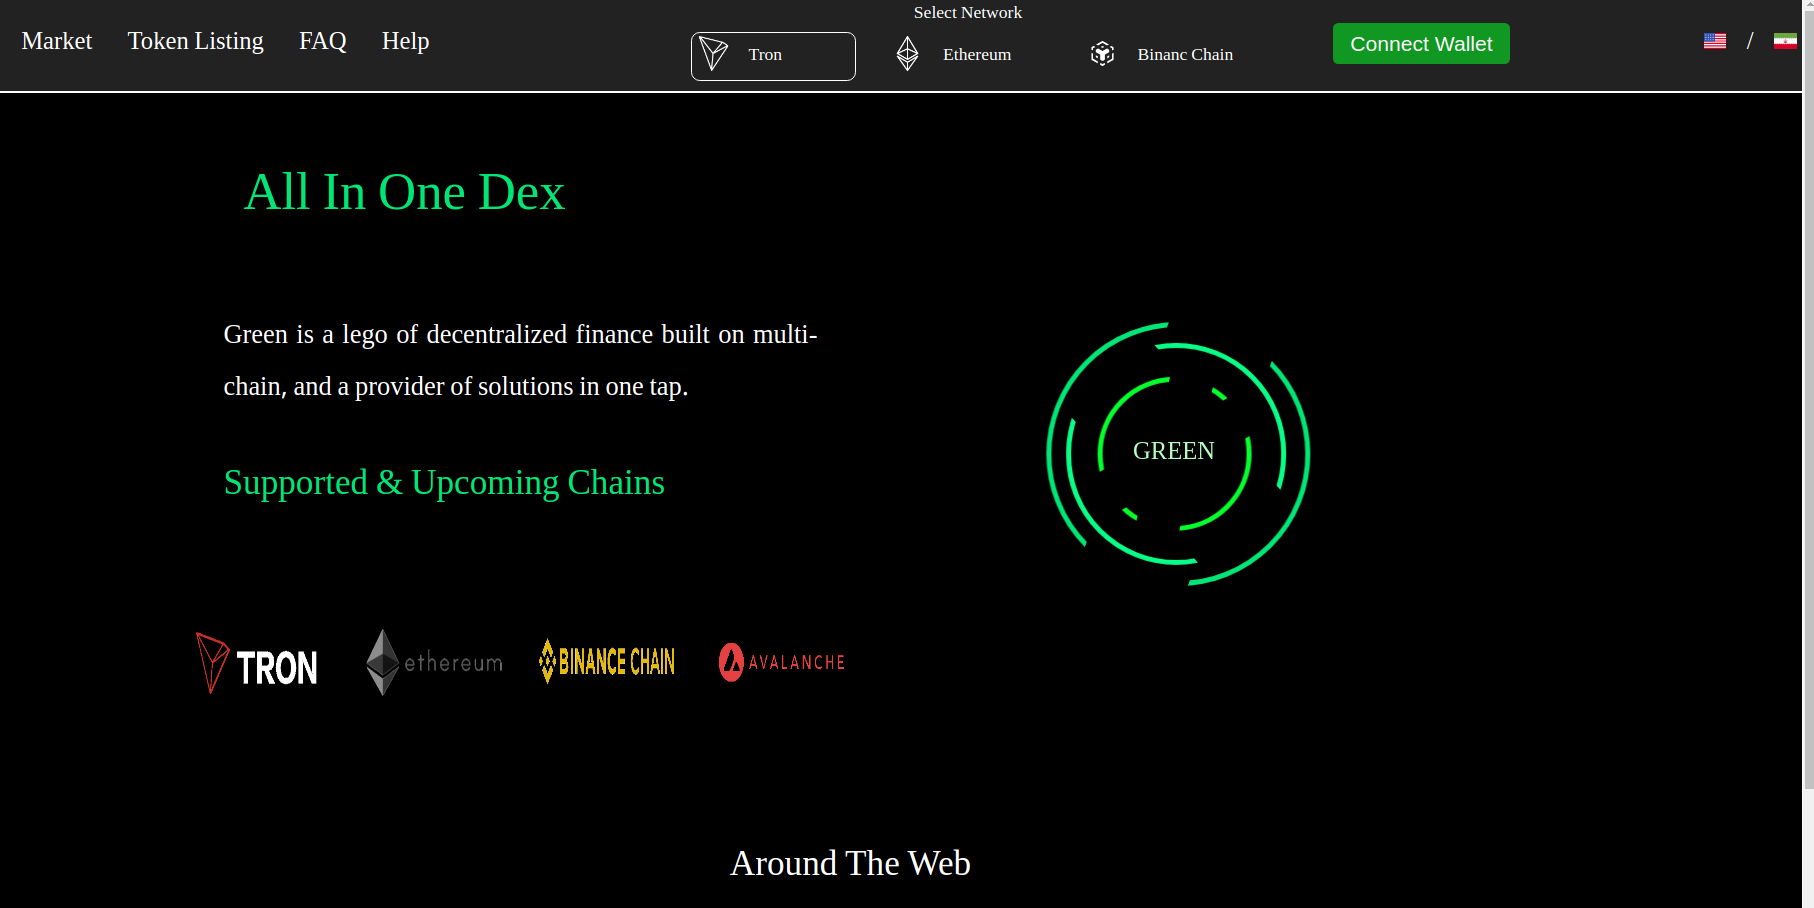 Market
Token Listing
FAQ
Help
Select Network
Tron
Ethereum
Binanc Chain
Connect Wallet
/
All In One Dex
Green is a lego of decentralized finance built on multi-
chain, and a provider of solutions in one tap.
GREEN
Supported & Upcoming Chains
TRON
ethereum
BINANCE CHAIN
AVALANCHE
Around The Web